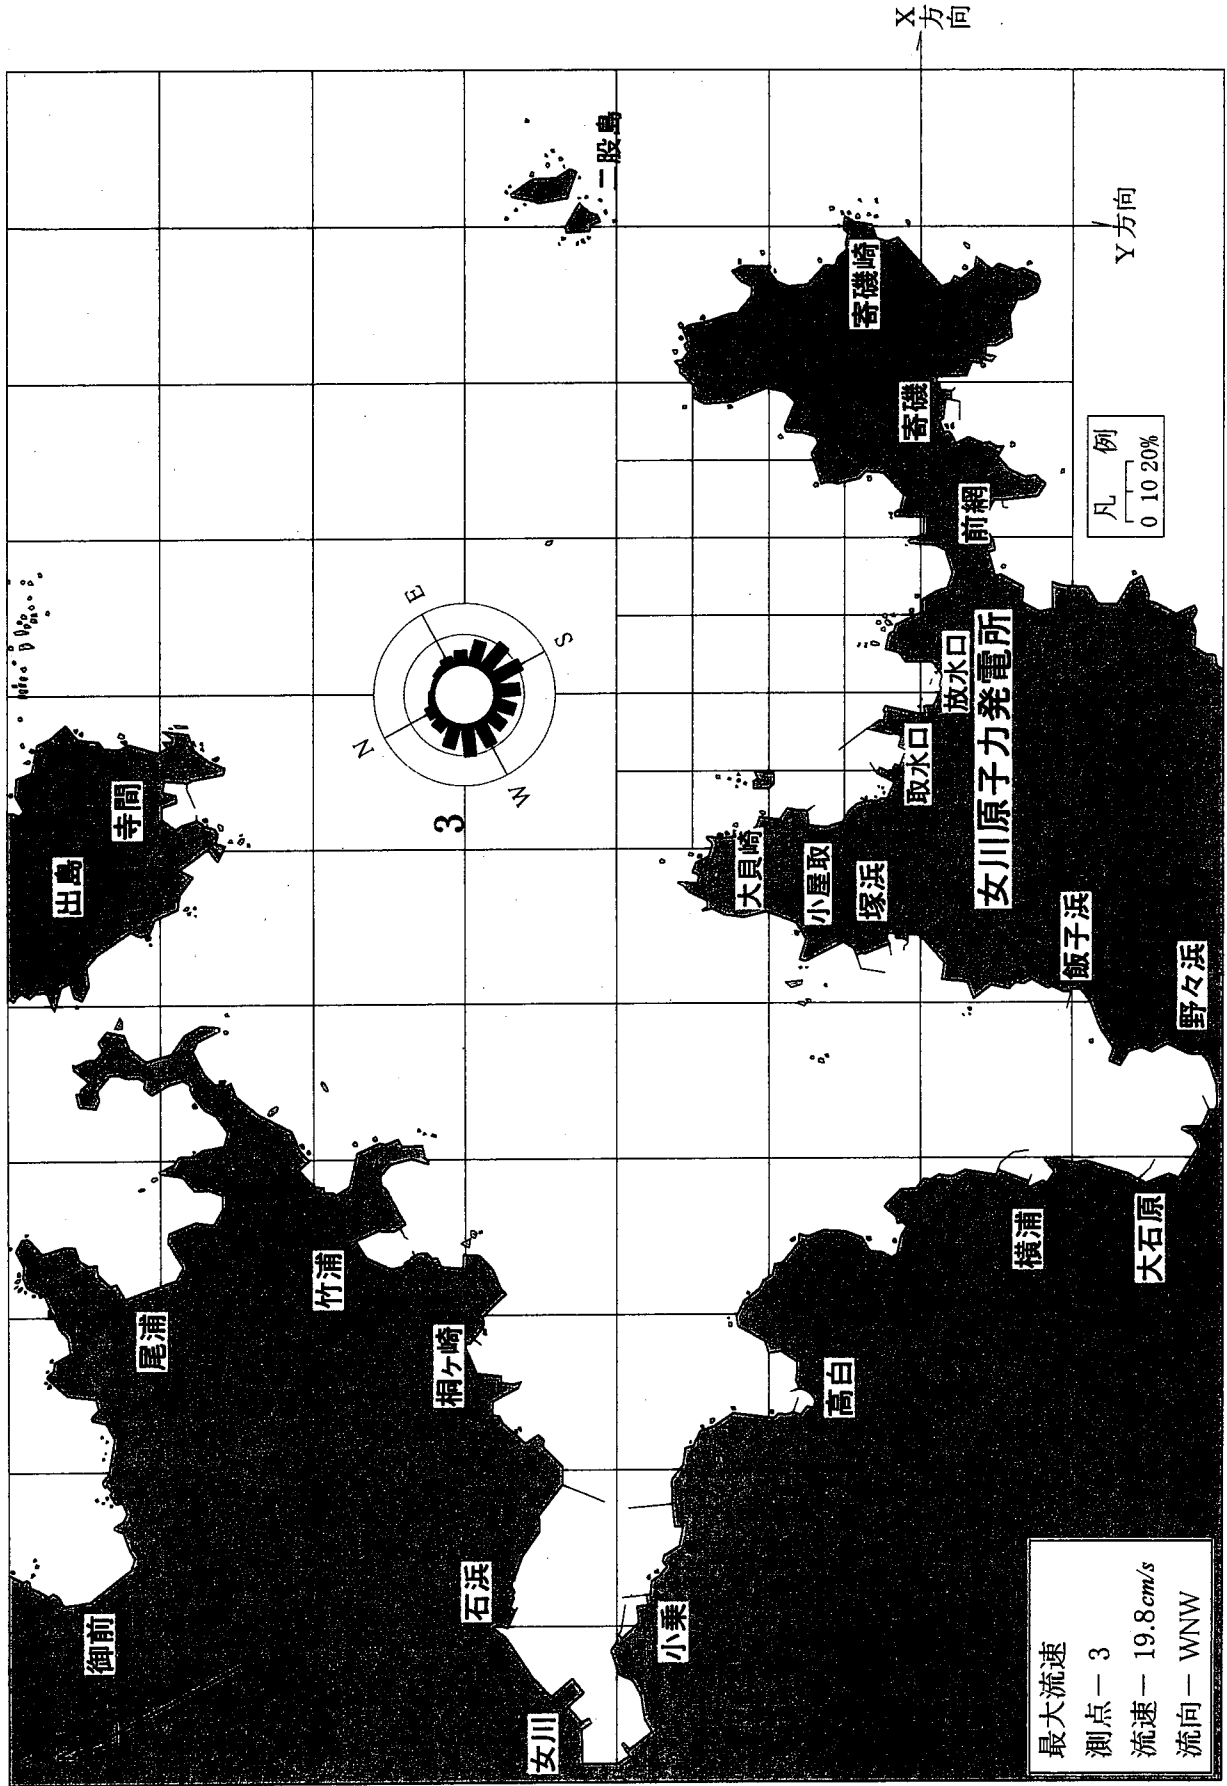 出島
寺間
御前
尾浦
竹浦
桐ヶ崎
石浜
女川
小乗
高白
横浦
大石原
野々浜
飯子浜
塚浜
小屋取
大貝崎
取水口
放水口
女川原子力発電所
前網
寄磯
寄磯崎
二股島
3
N
E
S
W
X方向
Y方向
凡 例
0 10 20%
最大流速
測点－3
流速－19.8cm/s
流向－WNW